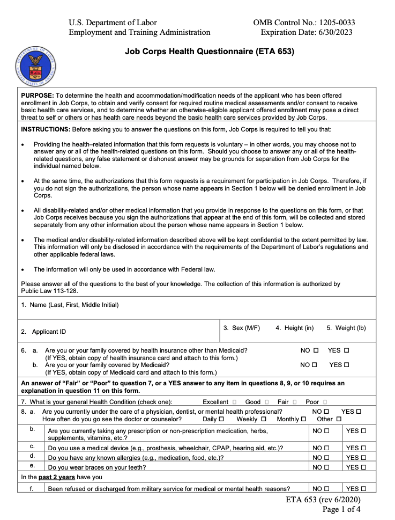 U.S. Department of Labor
Employment and Training Administration
OMB Control No.: 1205-0033
Expiration Date: 6/30/2023
Job Corps Health Questionnaire (ETA 653)
PURPOSE: To determine the health and accommodation/modification needs of the applicant who has been offered
enrollment in Job Corps, to obtain and verify consent for required routine medical assessments and/or consent to receive
basic health care services, and to determine whether an otherwise-eligible applicant offered enrollment may pose a direct
threat to self or others or has health care needs beyond the basic health care services provided by Job Corps.
INSTRUCTIONS: Before asking you to answer the questions on this form, Job Corps is required to tell you that:
• Providing the health-related information that this form requests is voluntary – in other words, you may choose not to
answer any or all of the health-related questions on this form. Should you choose to answer any or all of the health-
related questions, any false statement or dishonest answer may be grounds for separation from Job Corps for the
individual named below.
• At the same time, the authorizations that this form requests is a requirement for participation in Job Corps. Therefore, if
you do not sign the authorizations, the person whose name appears in Section 1 below will be denied enrollment in Job
Corps.
• All disability-related and/or other medical information that you provide in response to the questions on this form, or that
Job Corps receives because you sign the authorizations that appear at the end of this form, will be collected and stored
separately from any other information about the person whose name appears in Section 1 below.
• The medical and/or disability-related information described above will be kept confidential to the extent permitted by law.
This information will only be disclosed in accordance with the requirements of the Department of Labor's regulations and
other applicable federal laws.
• The information will only be used in accordance with Federal law.
Please answer all of the questions to the best of your knowledge. The collection of this information is authorized by
Public Law 113-128.
1. Name (Last, First, Middle Initial)
2. Applicant ID
3. Sex (M/F)
4. Height (in)
5. Weight (lb)
6. a. Are you or your family covered by health insurance other than Medicaid? NO ☐ YES ☐
(If YES, obtain copy of health insurance card and attach to this form.)
b. Are you or your family covered by Medicaid? NO ☐ YES ☐
(If YES, obtain copy of Medicaid card and attach to this form.)
An answer of "Fair" or "Poor" to question 7, or a YES answer to any item in questions 8, 9, or 10 requires an
explanation in question 11 on this form.
7. What is your general Health Condition (check one): Excellent ☐ Good ☐ Fair ☐ Poor ☐
8. a. Are you currently under the care of a physician, dentist, or mental health professional? NO ☐ YES ☐
How often do you go see the doctor or counselor? Daily ☐ Weekly ☐ Monthly ☐ Other ☐
b. Are you currently taking any prescription or non-prescription medication, herbs, NO ☐ YES ☐
supplements, vitamins, etc.?
c. Do you use a medical device (e.g., prosthesis, wheelchair, CPAP, hearing aid, etc.)? NO ☐ YES ☐
d. Do you have any known allergies (e.g., medication, food, etc.)? NO ☐ YES ☐
e. Do you wear braces on your teeth? NO ☐ YES ☐
In the past 2 years have you
f. Been refused or discharged from military service for medical or mental health reasons? NO ☐ YES ☐
ETA 653 (rev 6/2020)
Page 1 of 4